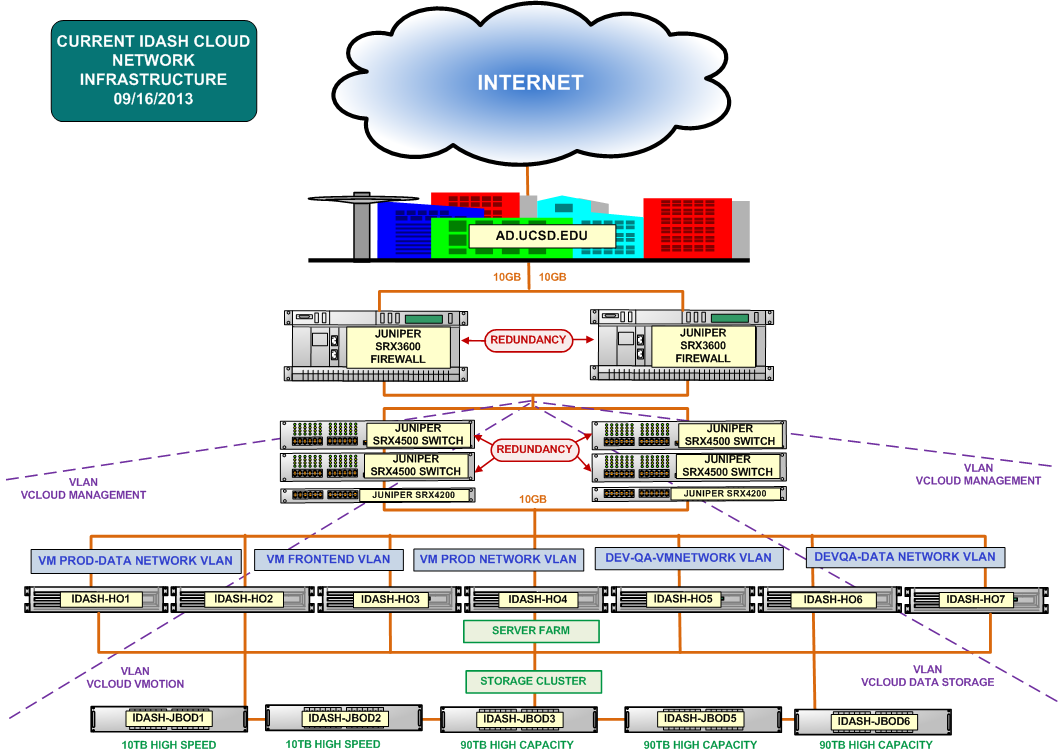 CURRENT IDASH CLOUD
NETWORK
INFRASTRUCTURE
09/16/2013
INTERNET
AD.UCSD.EDU
10GB
10GB
JUNIPER
SRX3600
FIREWALL
REDUNDANCY
JUNIPER
SRX3600
FIREWALL
JUNIPER
SRX4500 SWITCH
JUNIPER
SRX4500 SWITCH
REDUNDANCY
JUNIPER
SRX4500 SWITCH
JUNIPER
SRX4500 SWITCH
VLAN
VCLOUD MANAGEMENT
VLAN
VCLOUD MANAGEMENT
JUNIPER SRX4200
10GB
JUNIPER SRX4200
VM PROD-DATA NETWORK VLAN
VM FRONTEND VLAN
VM PROD NETWORK VLAN
DEV-QA-VMNETWORK VLAN
DEVQA-DATA NETWORK VLAN
IDASH-HO1
IDASH-HO2
IDASH-HO3
IDASH-HO4
IDASH-HO5
IDASH-HO6
IDASH-HO7
SERVER FARM
VLAN
VCLOUD VMOTION
STORAGE CLUSTER
VLAN
VCLOUD DATA STORAGE
IDASH-JBOD1
IDASH-JBOD2
IDASH-JBOD3
IDASH-JBOD5
IDASH-JBOD6
10TB HIGH SPEED
10TB HIGH SPEED
90TB HIGH CAPACITY
90TB HIGH CAPACITY
90TB HIGH CAPACITY